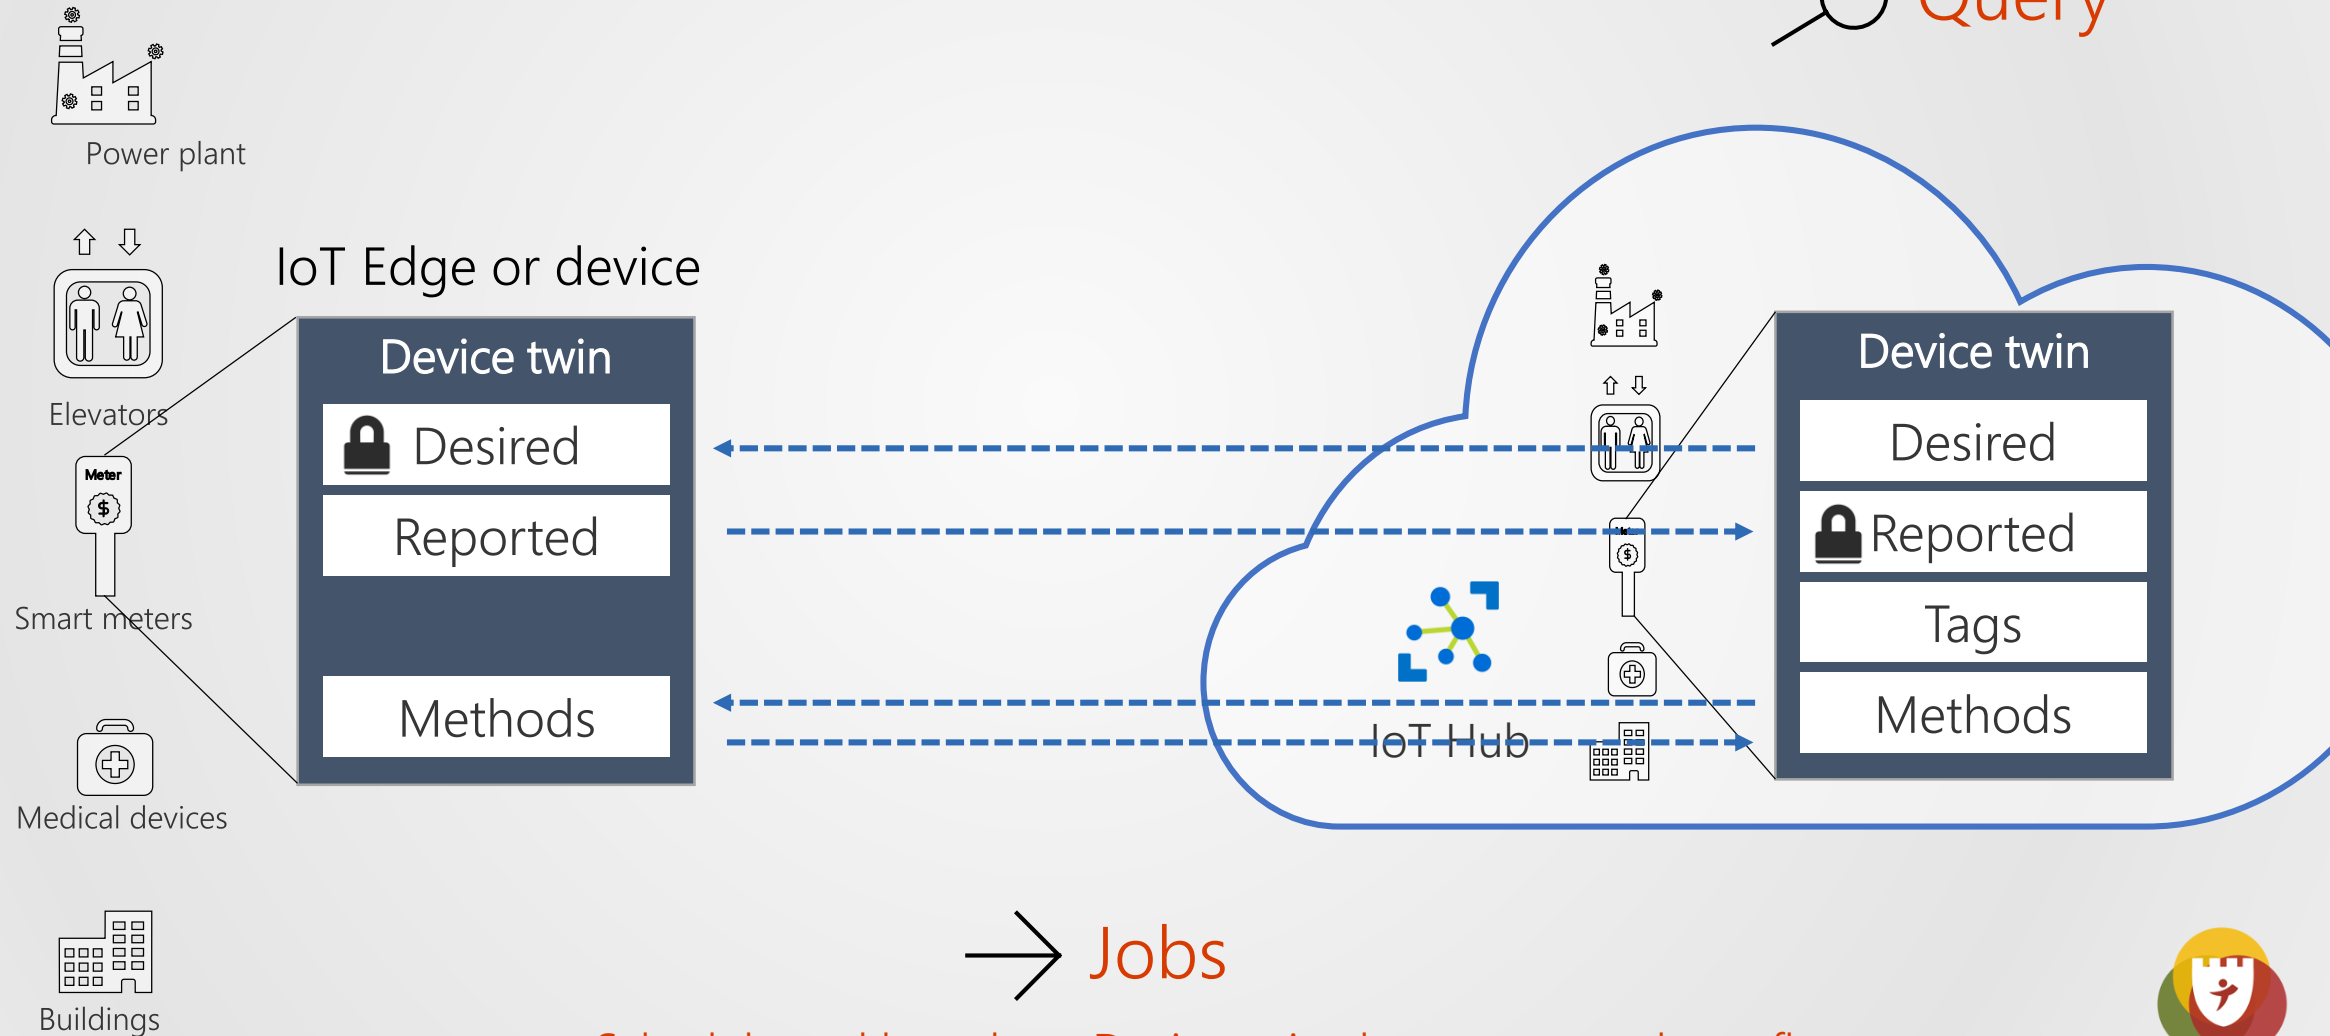 Query
Power plant
IoT Edge or device
Elevators
Meter
$
Smart meters
Medical devices
Buildings
Device twin
Desired
Reported
Methods
$
IoT Hub
Device twin
Desired
Reported
Tags
Methods
Jobs